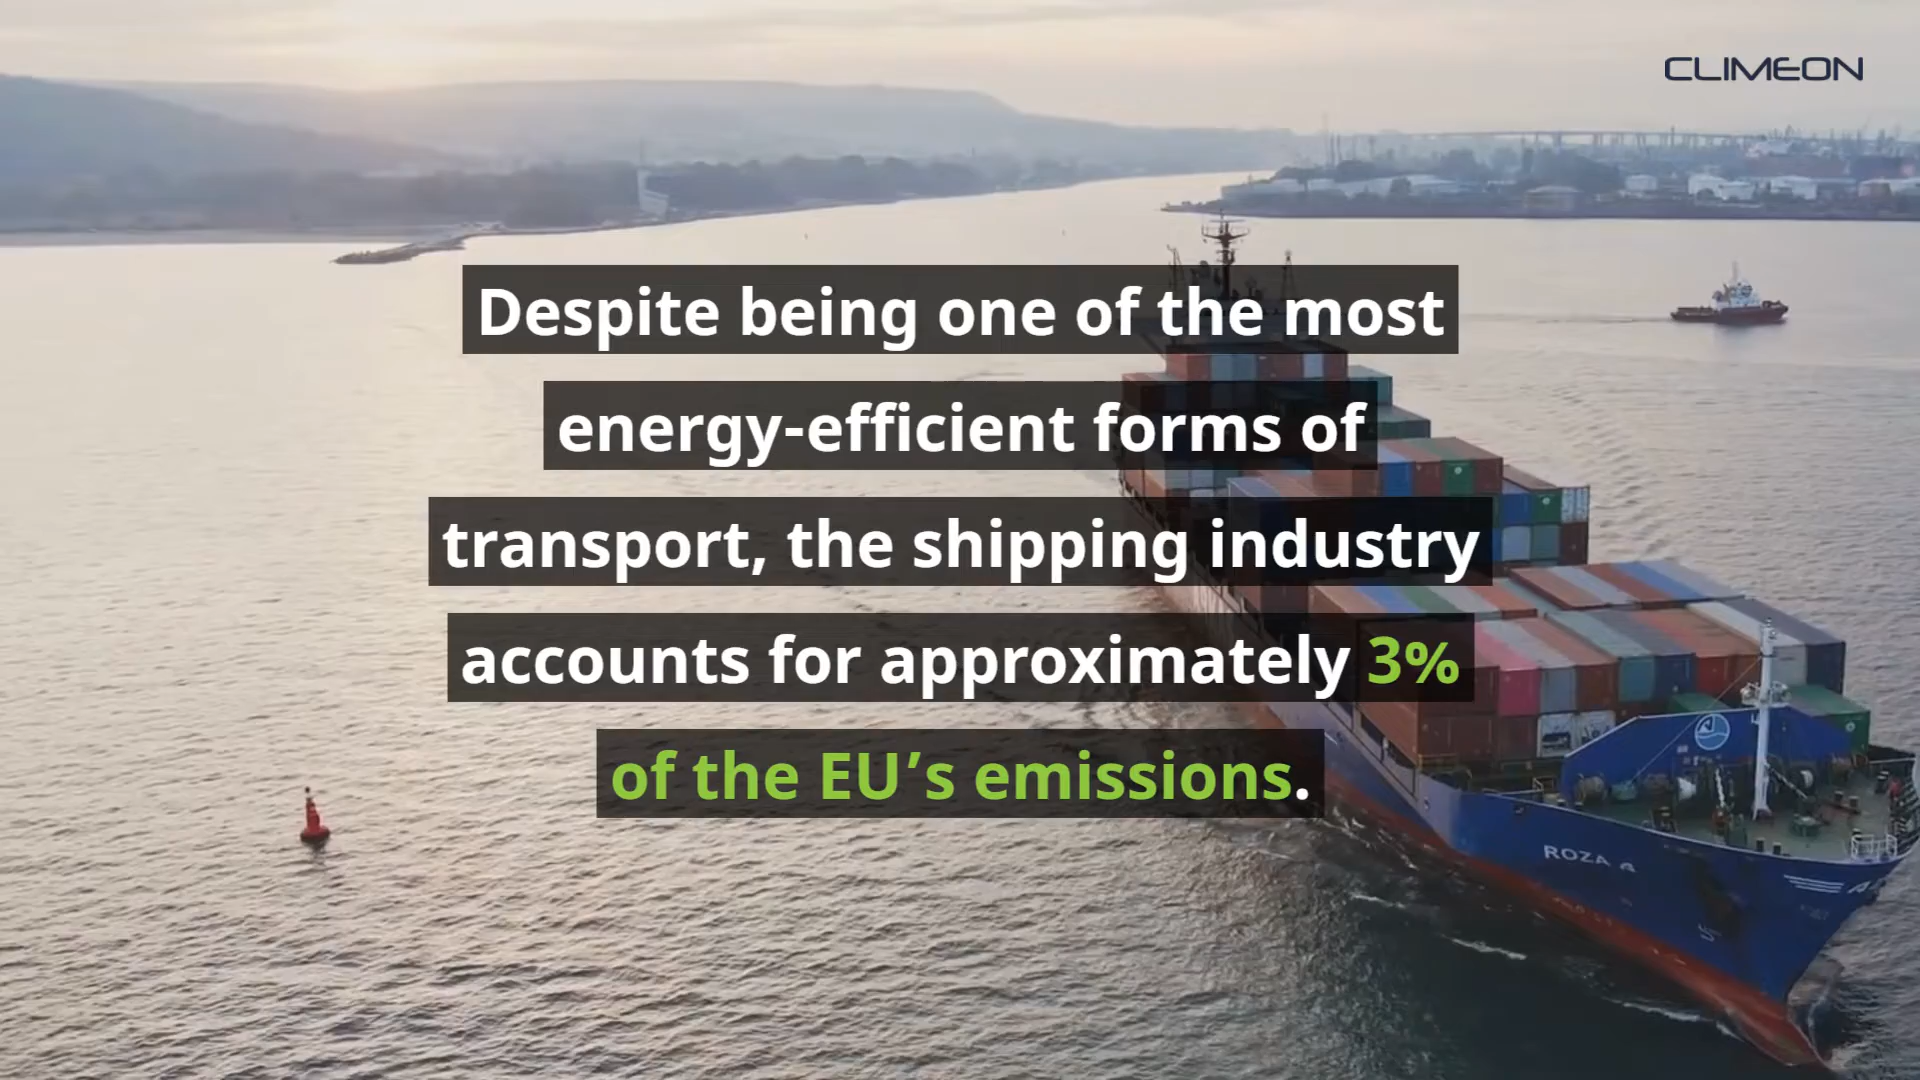 CLIMEON
Despite being one of the most
energy-efficient forms of
transport, the shipping industry
accounts for approximately 3%
of the EU’s emissions.
ROZA A